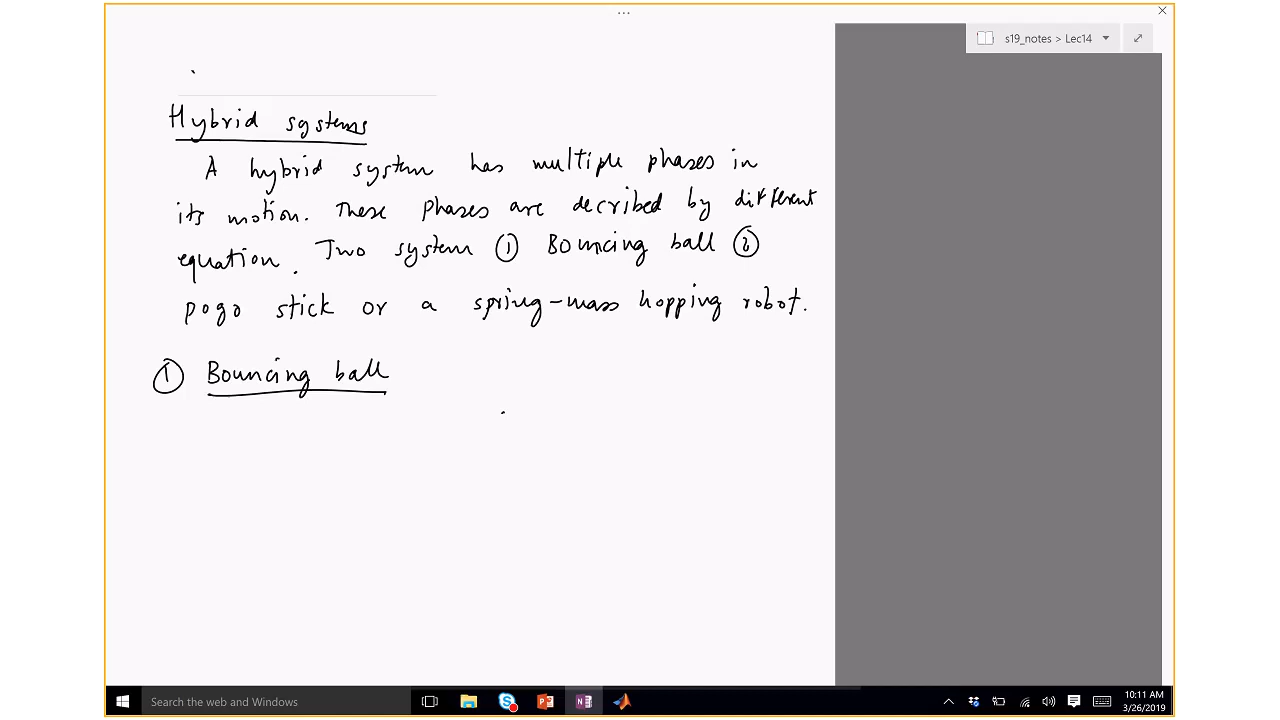 ...
s19_notes > Lec14
Hybrid systems
A hybrid system has multiple phases in
its motion. These phases are decribed by different
equation. Two system ① Bouncing ball ②
pogo stick or a spring-mass hopping robot.
① Bouncing ball
Search the web and Windows
10:11 AM
3/26/2019